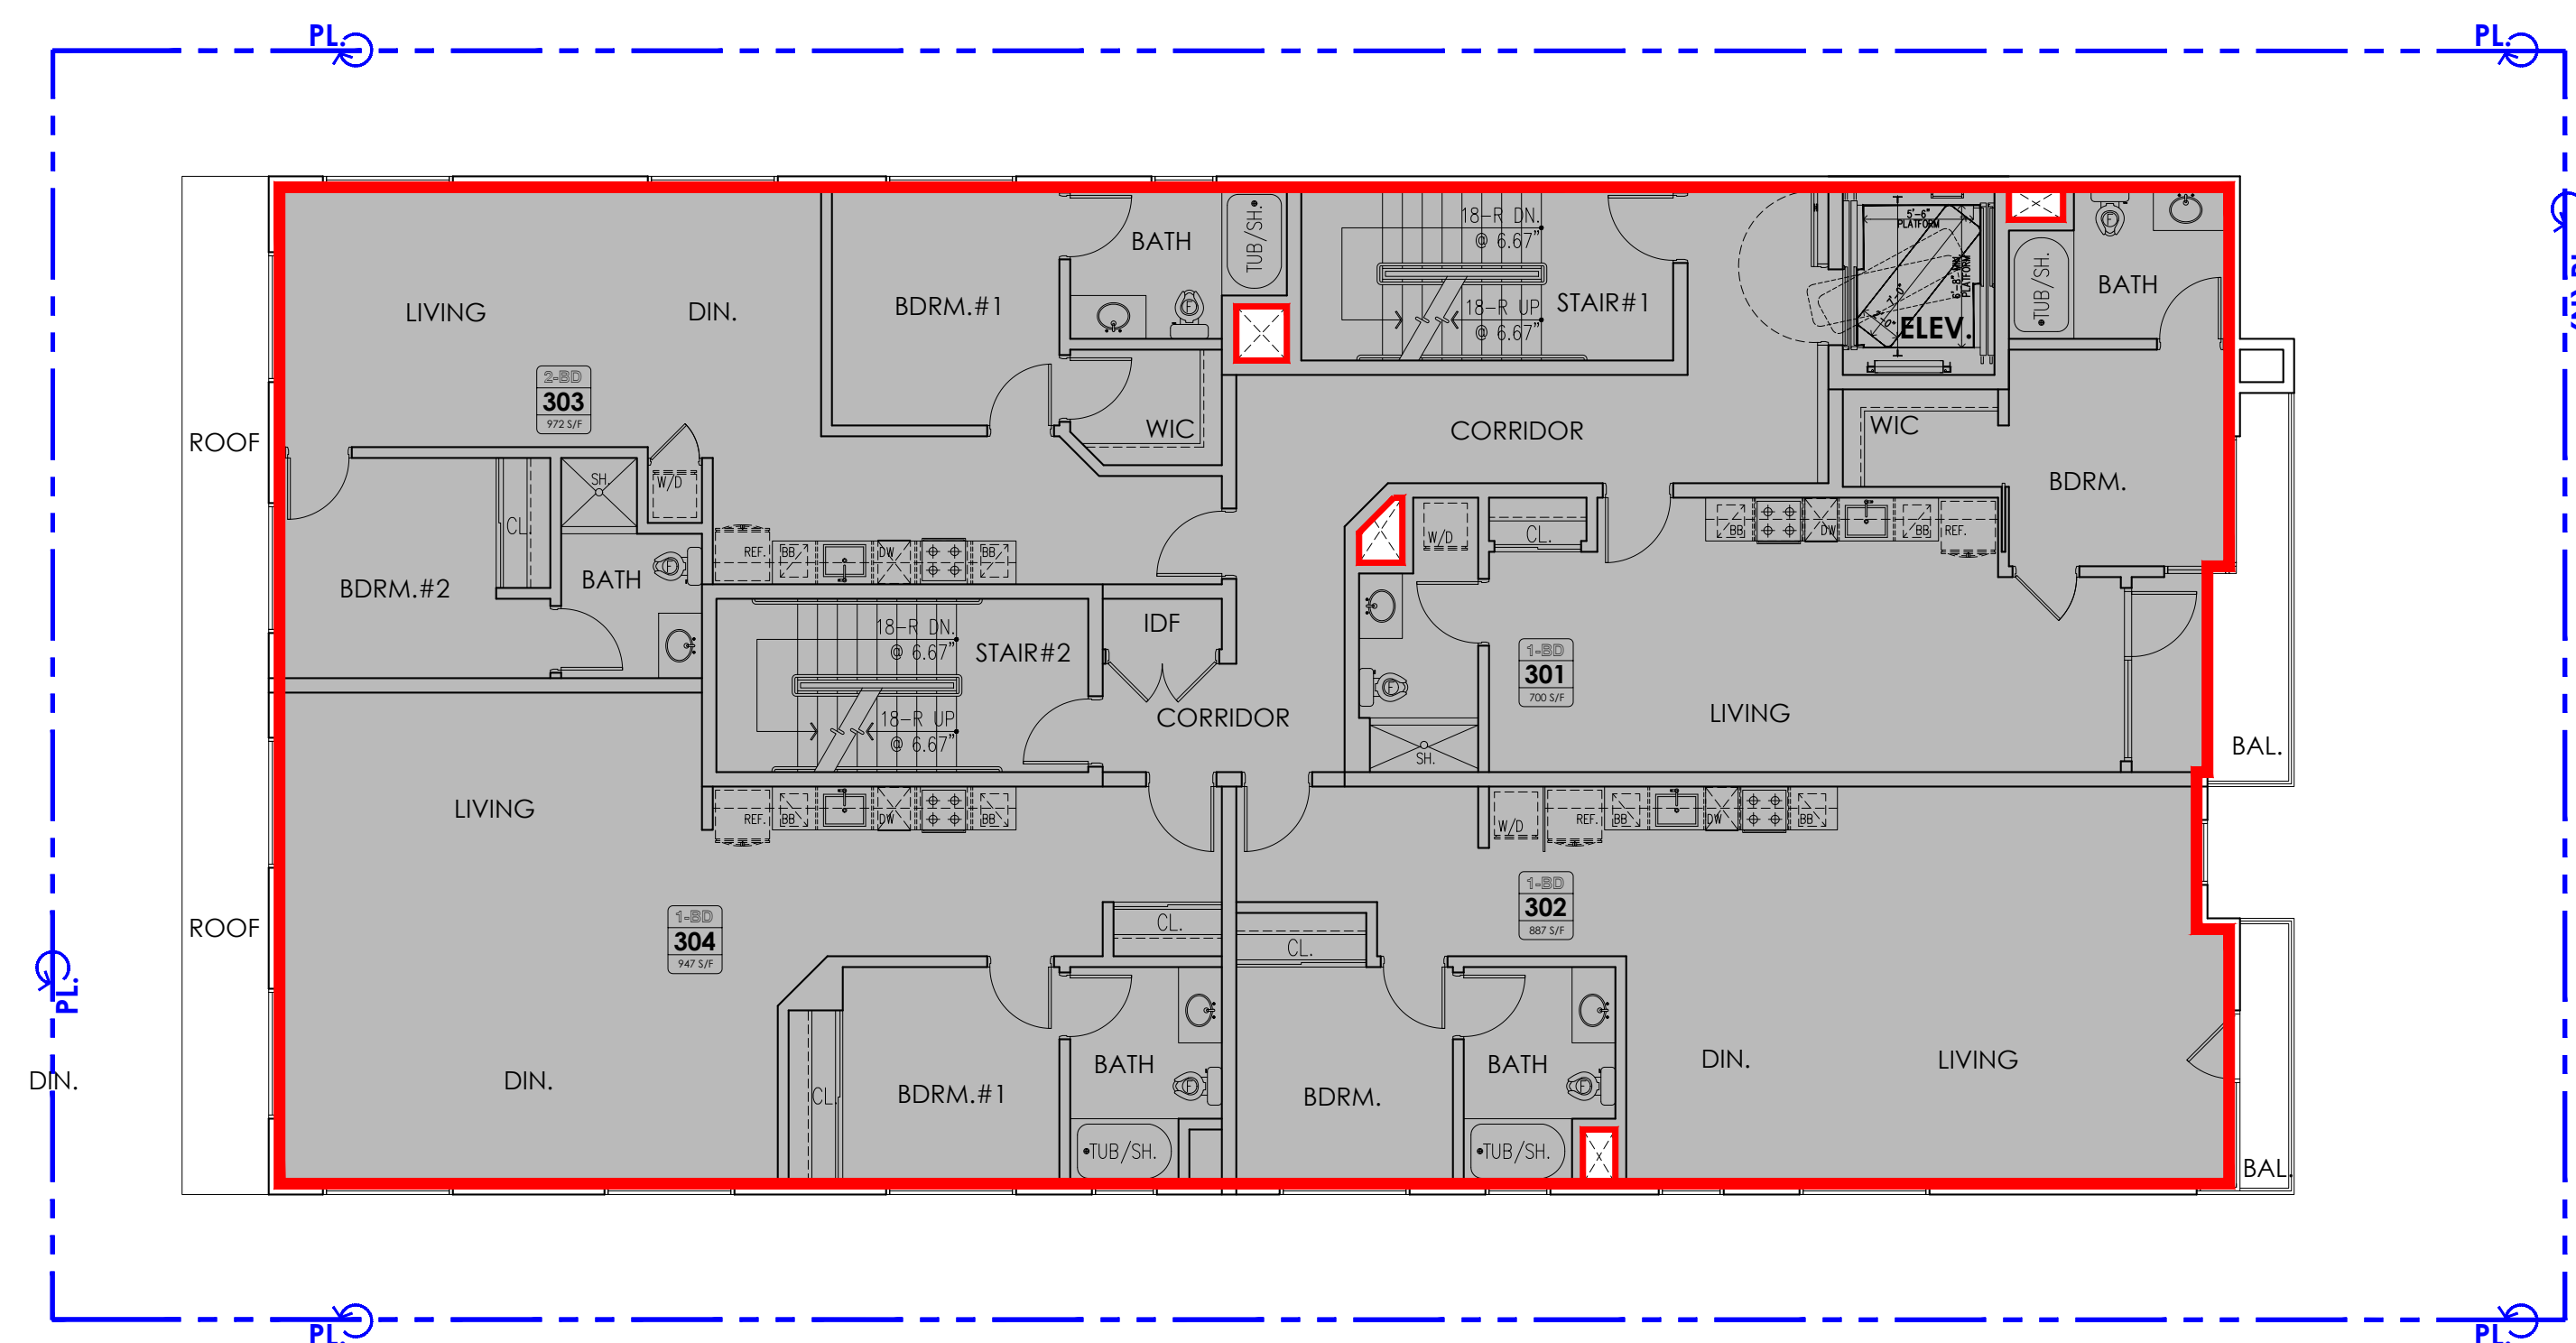 PL.
PL.
BATH
TUB/SH.
18-R DN.
@ 6.67"
5'-6"
PLATFORM
LIVING
DIN.
BDRM.#1
18-R UP
@ 6.67"
STAIR#1
ELEV.
TUB/SH.
BATH
2-BD
303
972 S/F
ROOF
WIC
CORRIDOR
WIC
BDRM.
SH.
W/D
CL.
REF.
BB
DW
BB
W/D
CL.
BB
DW
BB
REF.
BDRM.#2
BATH
18-R DN.
@ 6.67"
STAIR#2
IDF
18-R UP
@ 6.67"
CORRIDOR
1-BD
301
700 S/F
LIVING
SH.
BAL.
LIVING
REF.
BB
DW
BB
W/D
REF.
BB
DW
BB
1-BD
304
947 S/F
ROOF
CL.
CL.
1-BD
302
887 S/F
PL.
DIN.
DIN.
CL.
BDRM.#1
BATH
TUB/SH.
BDRM.
BATH
TUB/SH.
X
DIN.
LIVING
BAL.
PL.
PL.